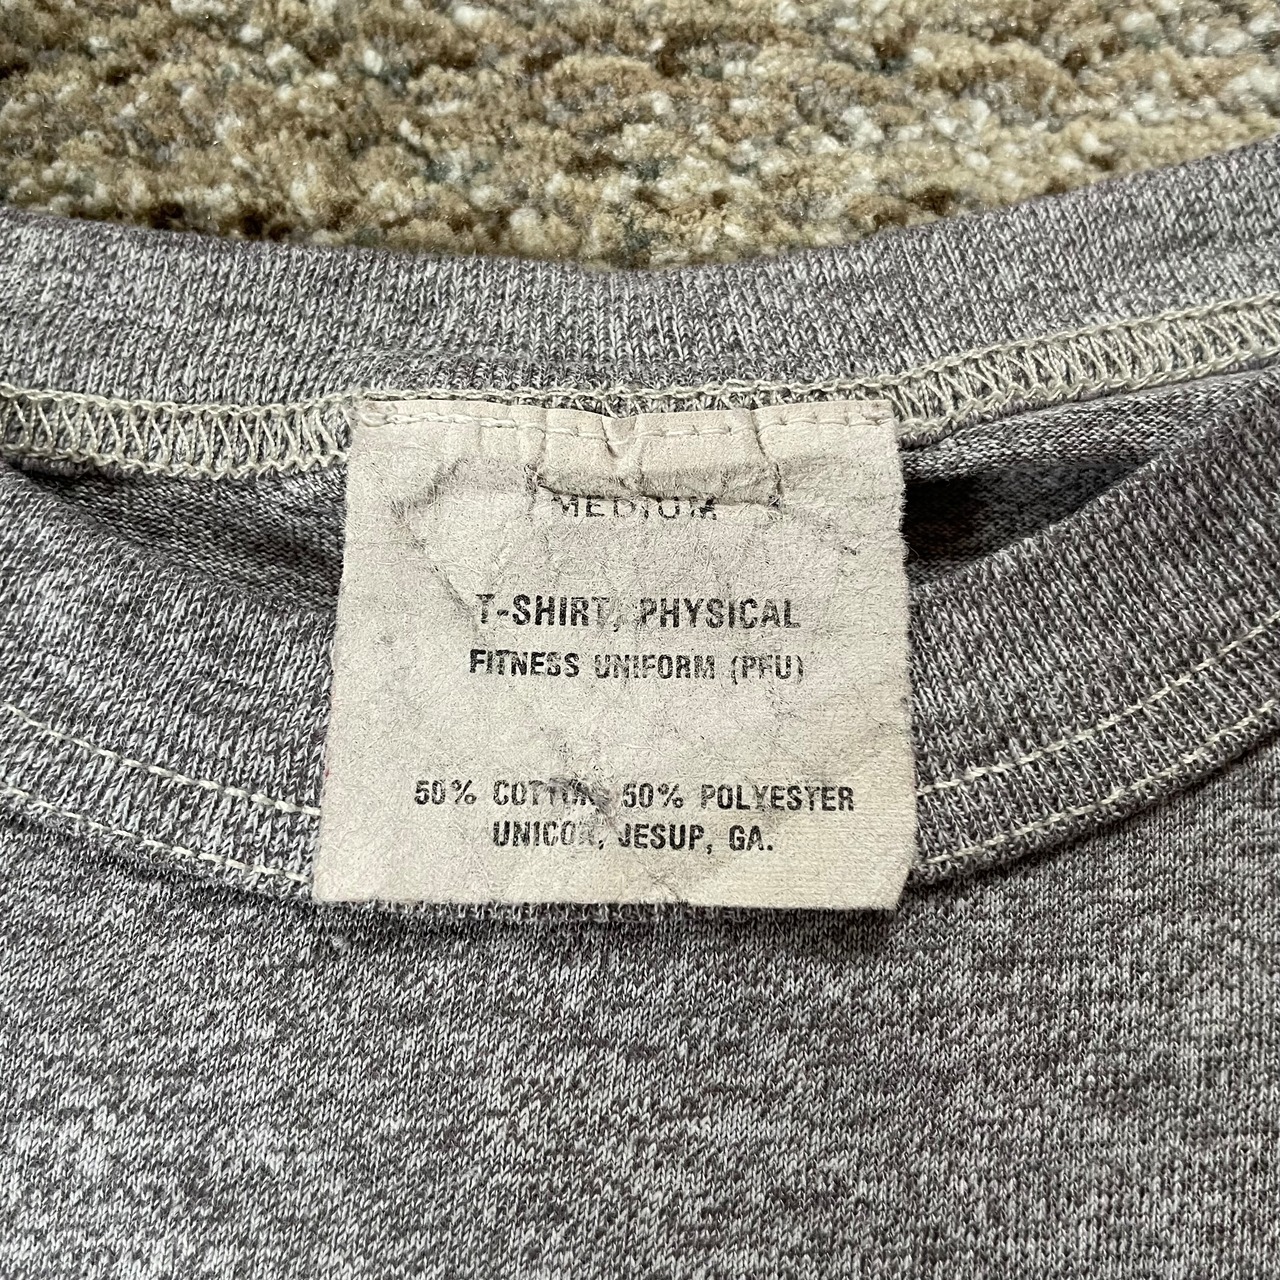 MEDIUM
T-SHIRT, PHYSICAL
FITNESS UNIFORM (PFU)
50% COTTON, 50% POLYESTER
UNICOR, JESUP, GA.